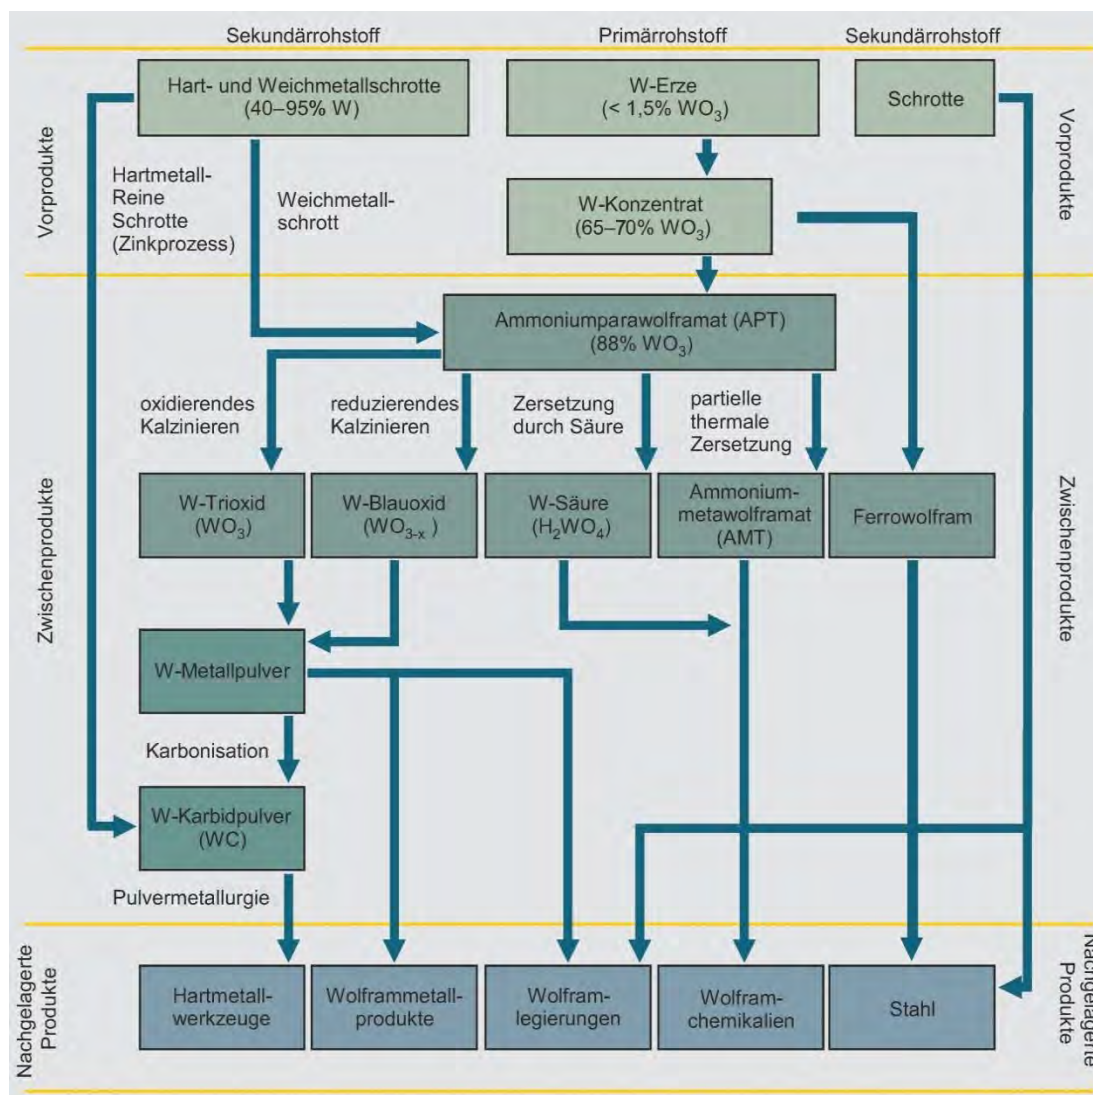 Sekundärrohstoff
Primärrohstoff
Sekundärrohstoff
Vorprodukte
Hart- und Weichmetallschrotte
(40–95% W)
W-Erze
(< 1,5% WO₃)
Schrotte
Vorprodukte
Hartmetall-
Reine
Schrotte
(Zinkprozess)
Weichmetall-
schrott
W-Konzentrat
(65–70% WO₃)
Zwischenprodukte
Ammoniumparawolframat (APT)
(88% WO₃)
Zwischenprodukte
oxidierendes
Kalzinieren
reduzierendes
Kalzinieren
Zersetzung
durch Säure
partielle
thermale
Zersetzung
W-Trioxid
(WO₃)
W-Blauoxid
(WO₃₋ₓ )
W-Säure
(H₂WO₄)
Ammonium-
metawolframat
(AMT)
Ferrowolfram
W-Metallpulver
Karbonisation
W-Karbidpulver
(WC)
Pulvermetallurgie
Nachgelagerte
Produkte
Hartmetall-
werkzeuge
Wolframmetall-
produkte
Wolfram-
legierungen
Wolfram-
chemikalien
Stahl
Nachgelagerte
Produkte